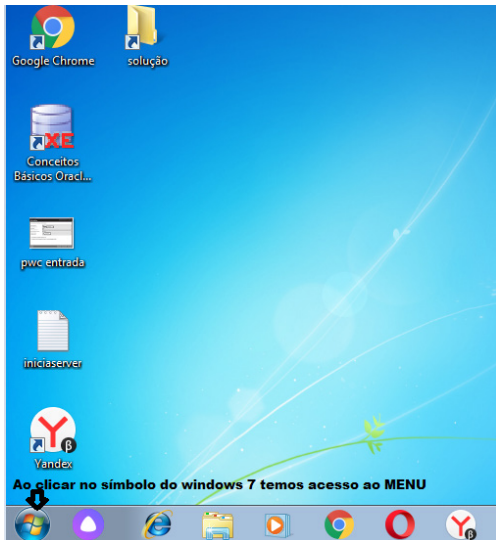 Google Chrome
solução
XE
Conceitos
Básicos Oracl...
pwc entrada
iniciaserver
Yandex
Ao clicar no símbolo do windows 7 temos acesso ao MENU